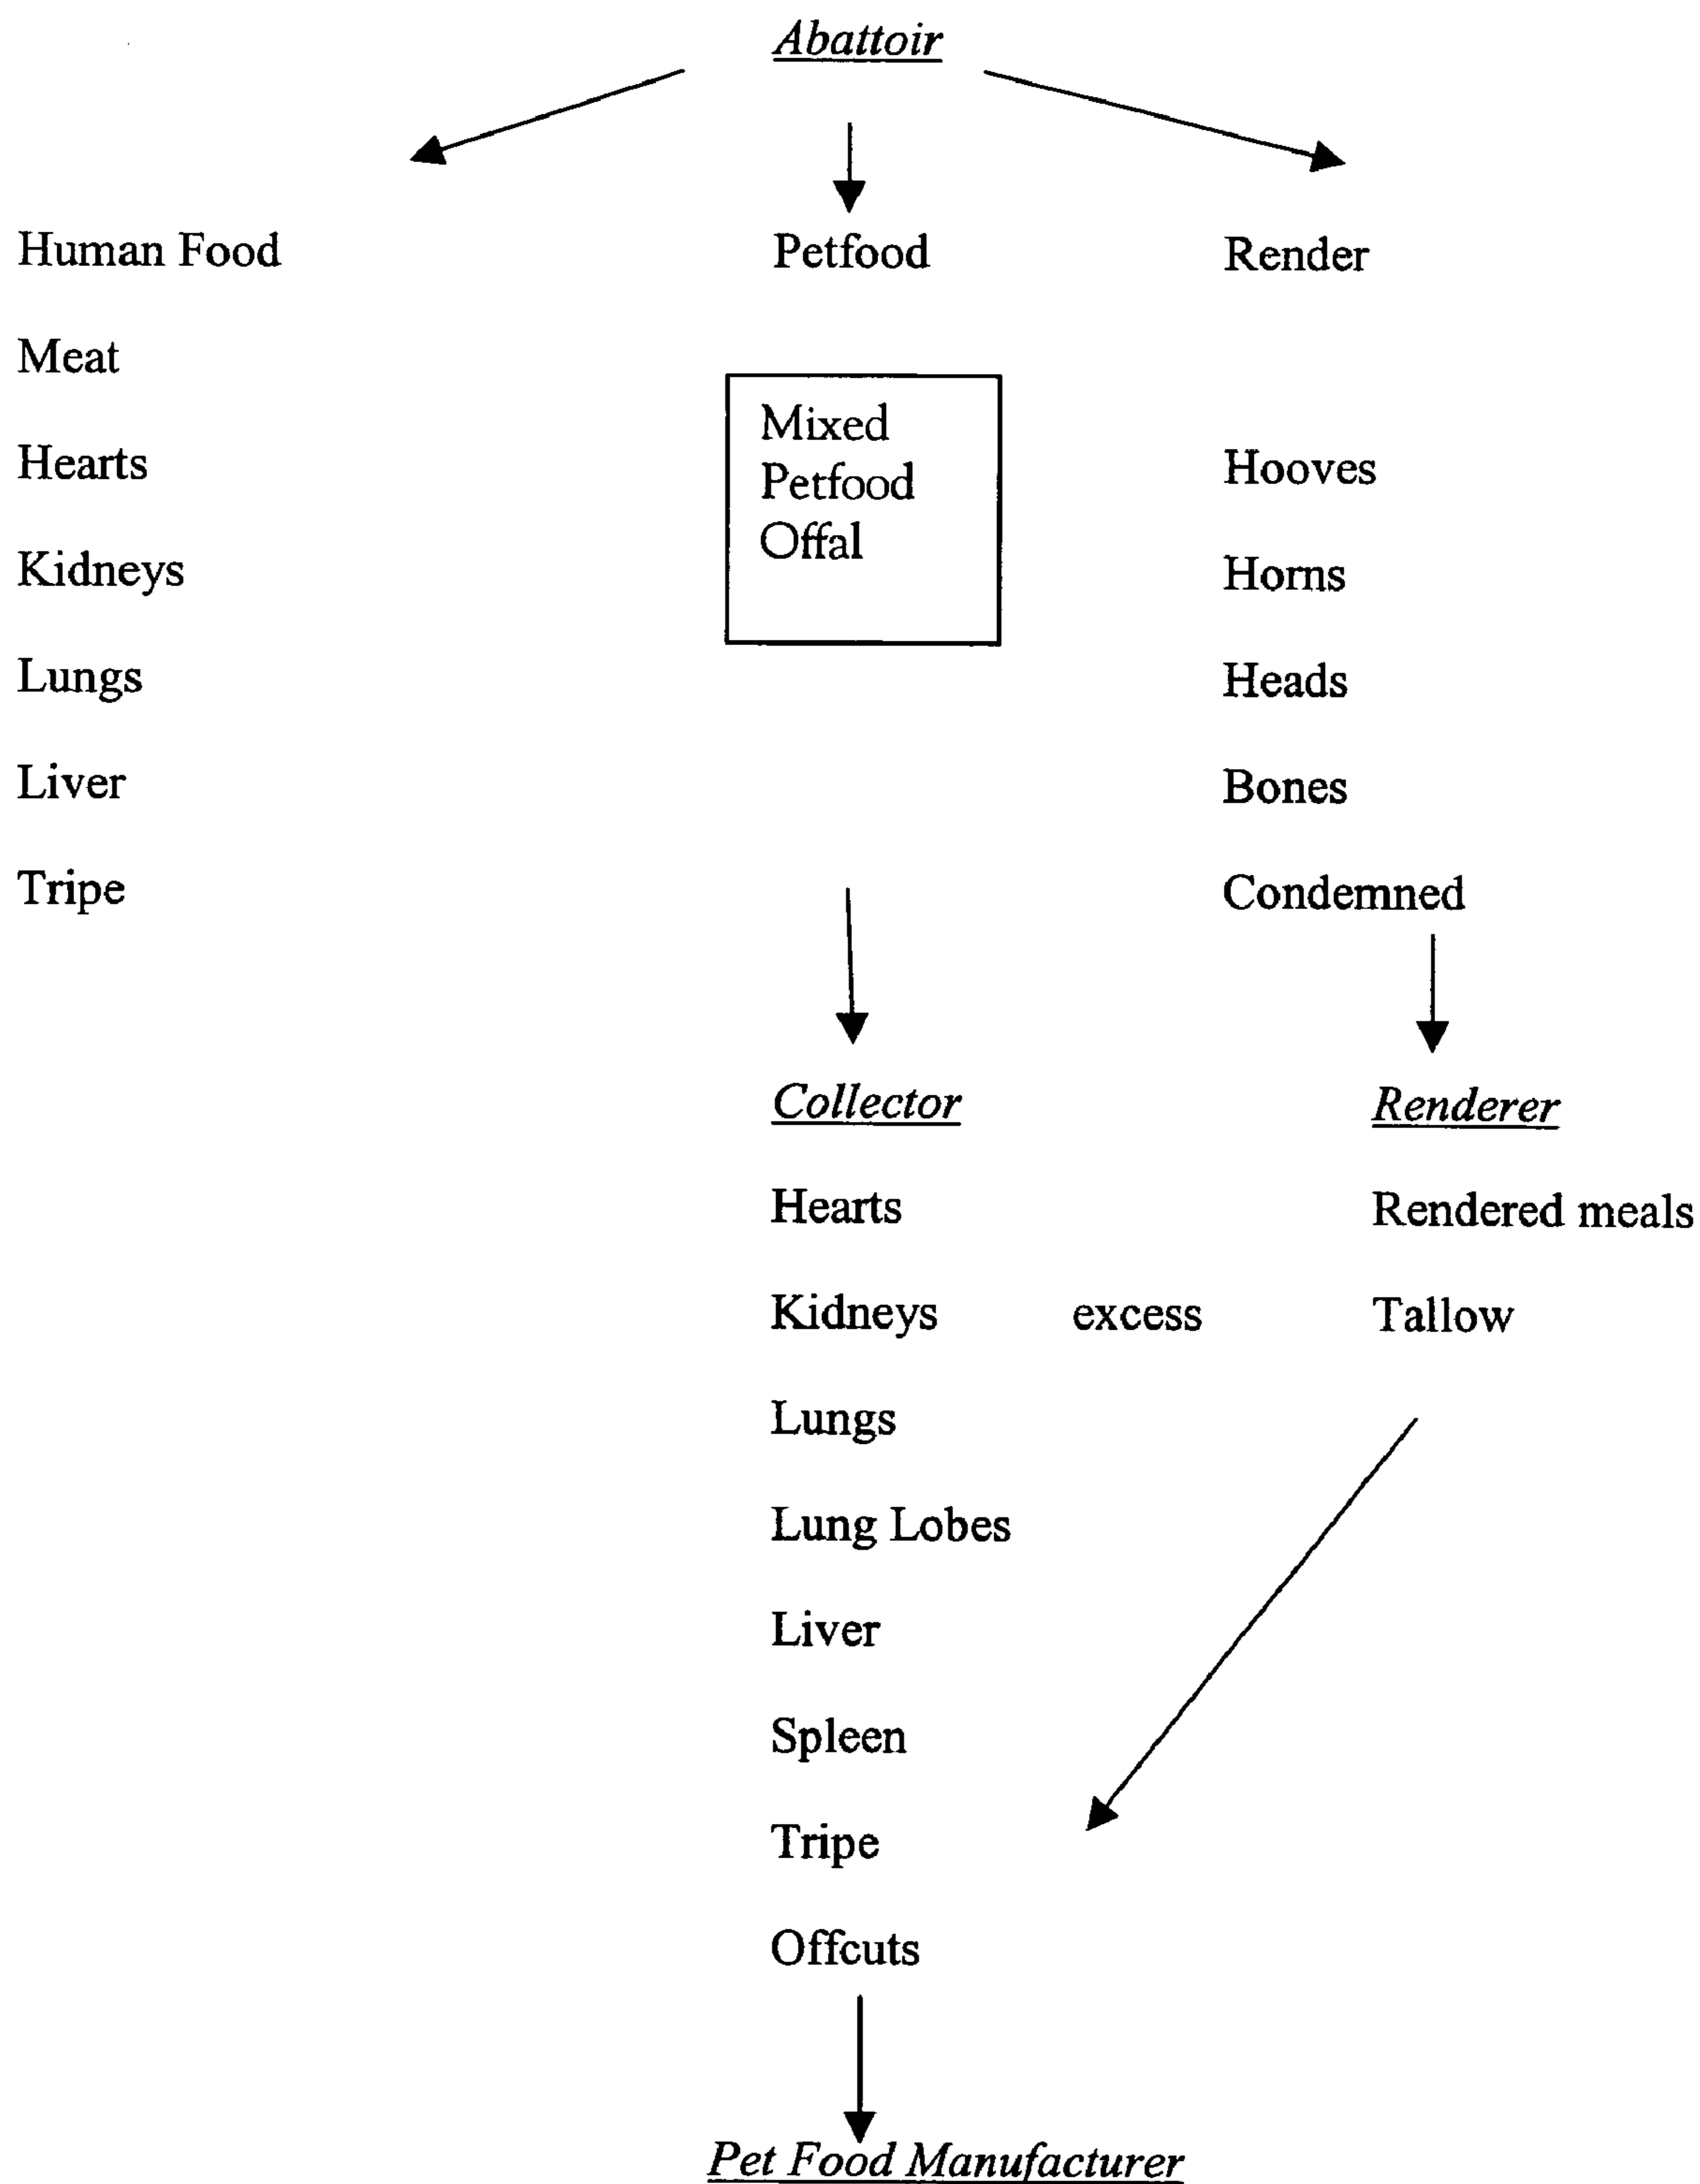 Abattoir
Human Food
Petfood
Render
Meat
Mixed
Petfood
Offal
Hearts
Hooves
Kidneys
Horns
Lungs
Heads
Liver
Bones
Tripe
Condemned
Collector
Renderer
Hearts
Rendered meals
Kidneys
excess
Tallow
Lungs
Lung Lobes
Liver
Spleen
Tripe
Offcuts
Pet Food Manufacturer